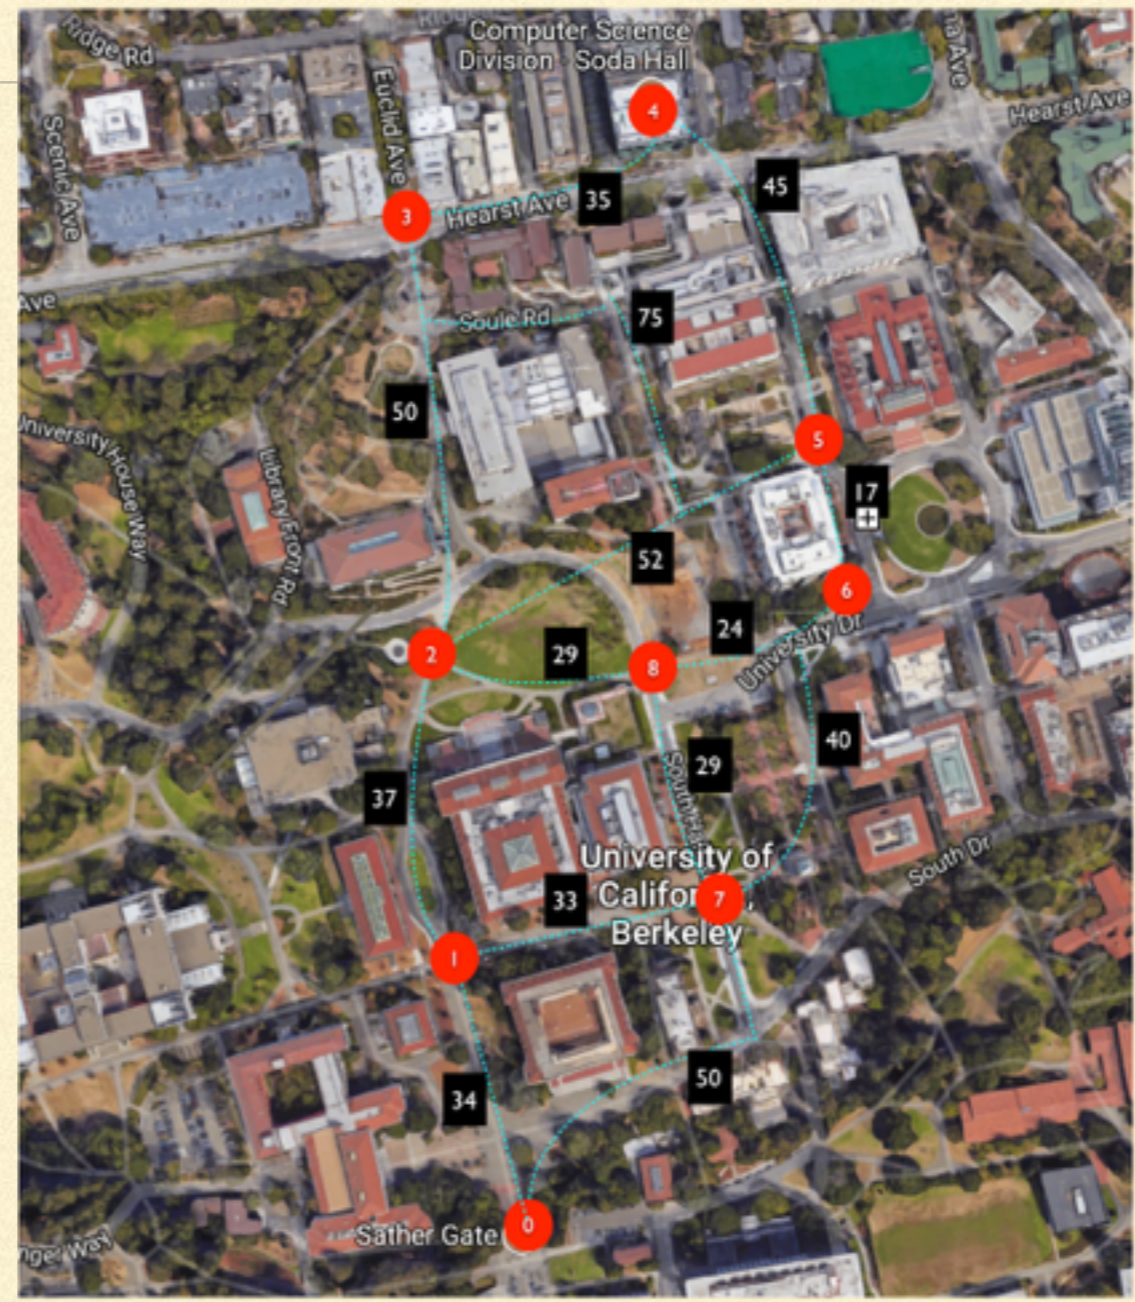 Ridge Rd
Computer Science
Division - Soda Hall
4
Hearst Ave
Scenic Ave
Euclid Ave
45
35
3
Hearst Ave
Ave
Soule Rd
75
50
5
University House Way
Library Front Rd
17
52
6
24
University Dr
2
29
8
40
29
37
University of
South Dr
33
7
Berkeley
1
50
34
Sather Gate
0